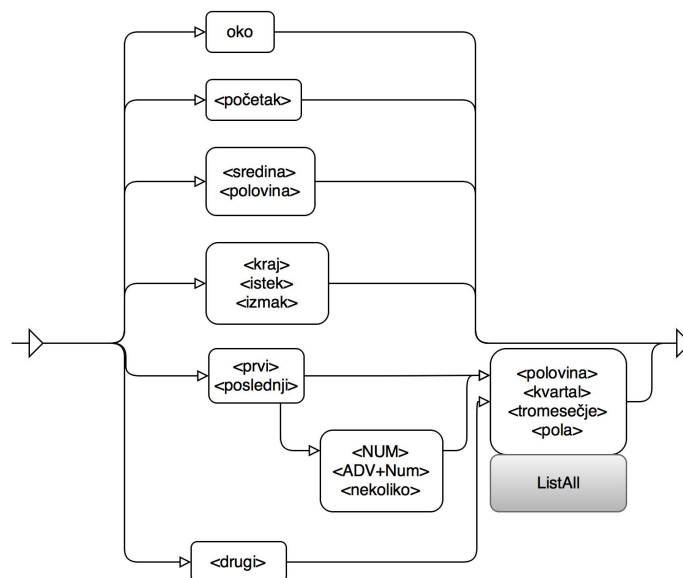 oko
<početak>
<sredina>
<polovina>
<kraj>
<istek>
<izmak>
<prvi>
<poslednji>
<polovina>
<kvartal>
<tromesečje>
<pola>
<NUM>
<ADV+Num>
<nekoliko>
ListAll
<drugi>